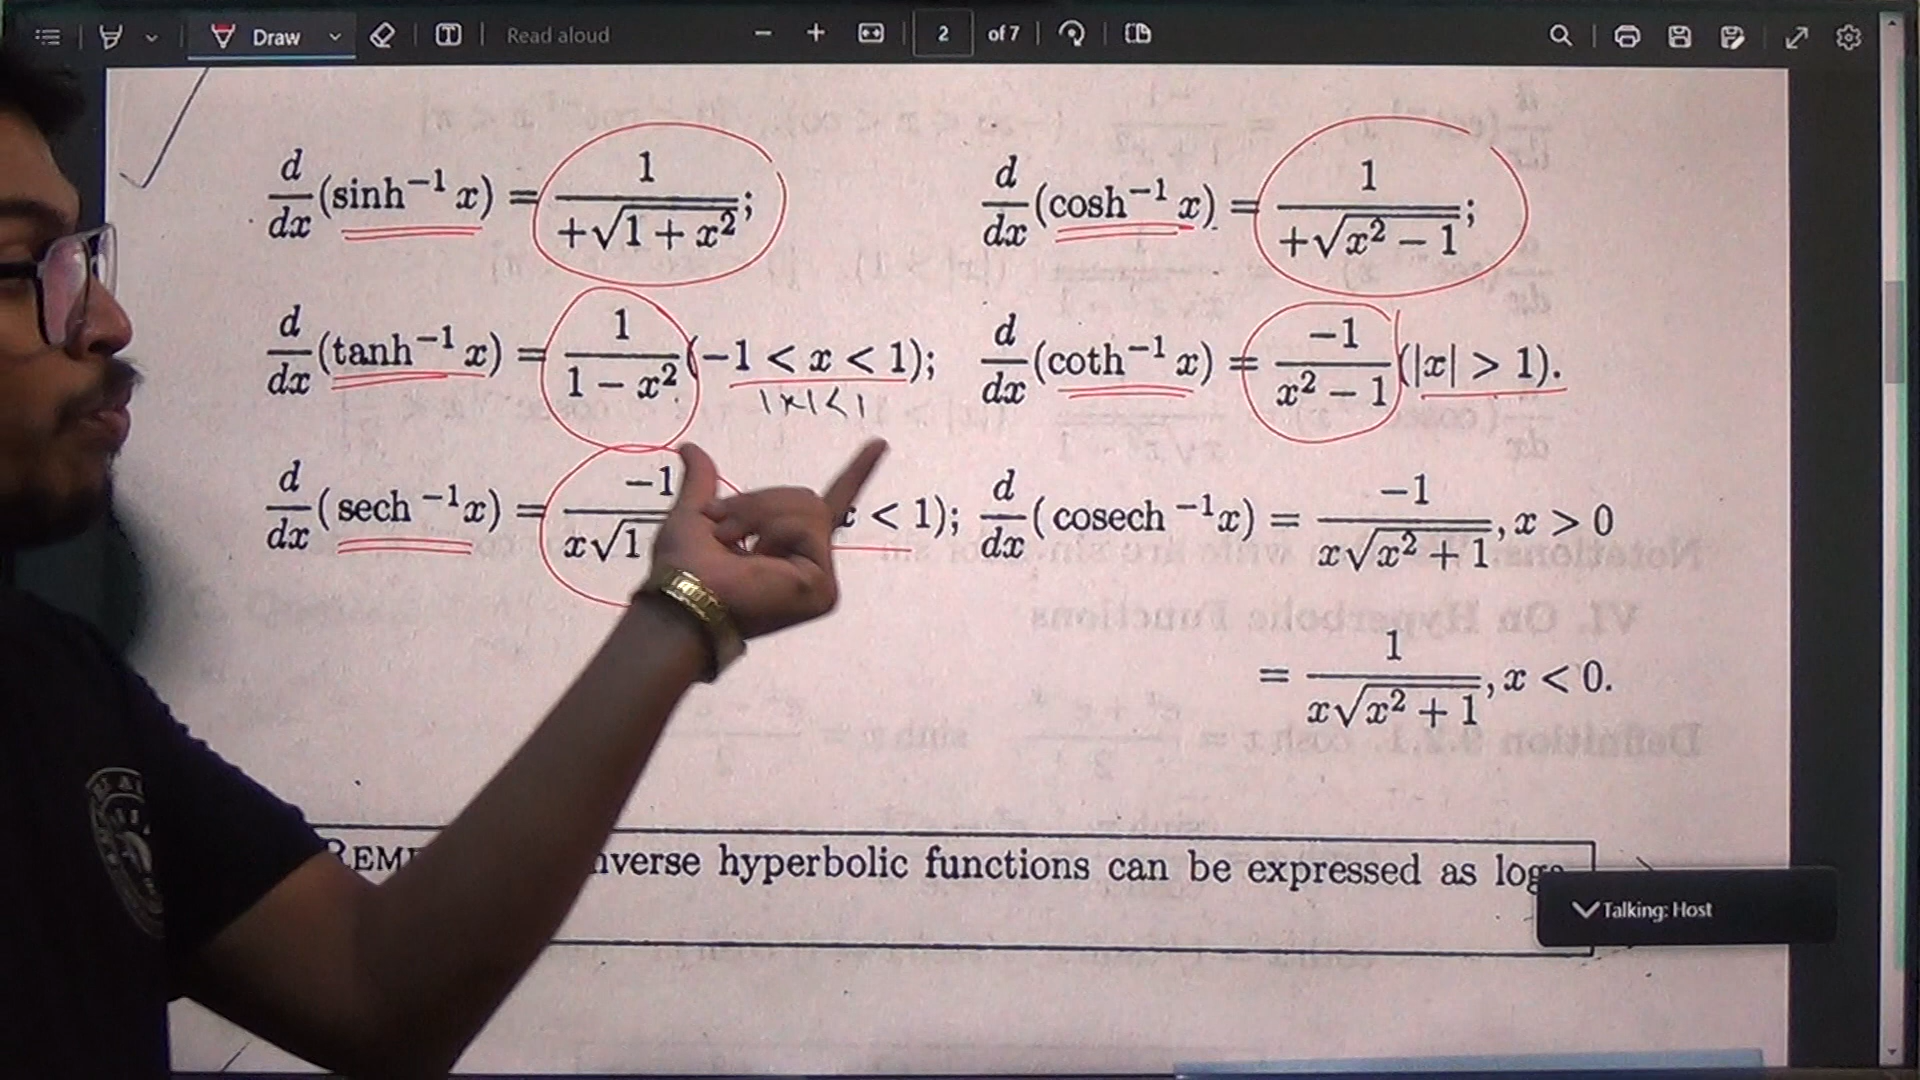 Draw Read aloud 2 of 7
d/dx (sinh⁻¹ x) = 1/+√(1 + x²); d/dx (cosh⁻¹ x) = 1/+√(x² − 1);
d/dx (tanh⁻¹ x) = 1/(1 − x²) (−1 < x < 1); d/dx (coth⁻¹ x) = −1/(x² − 1) (|x| > 1).
|x|<1
d/dx ( sech ⁻¹x) = −1/x√1 x < 1); d/dx ( cosech ⁻¹x) = −1/x√(x² + 1), x > 0
= 1/x√(x² + 1), x < 0.
nverse hyperbolic functions can be expressed as log
Talking: Host